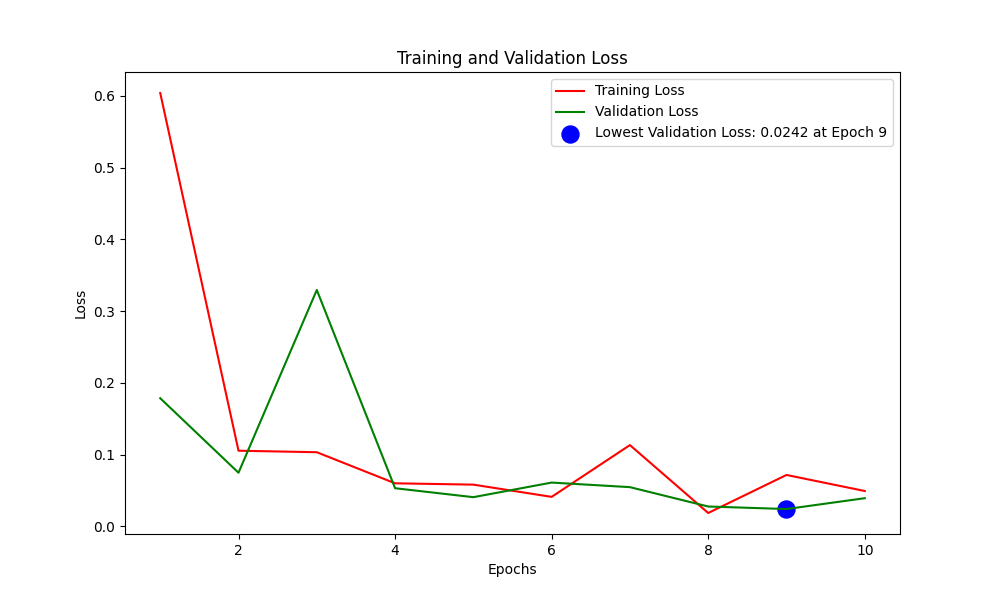 Training and Validation Loss
Training Loss
Validation Loss
Lowest Validation Loss: 0.0242 at Epoch 9
0.6
0.5
0.4
0.3
0.2
0.1
0.0
Loss
2
4
6
8
10
Epochs